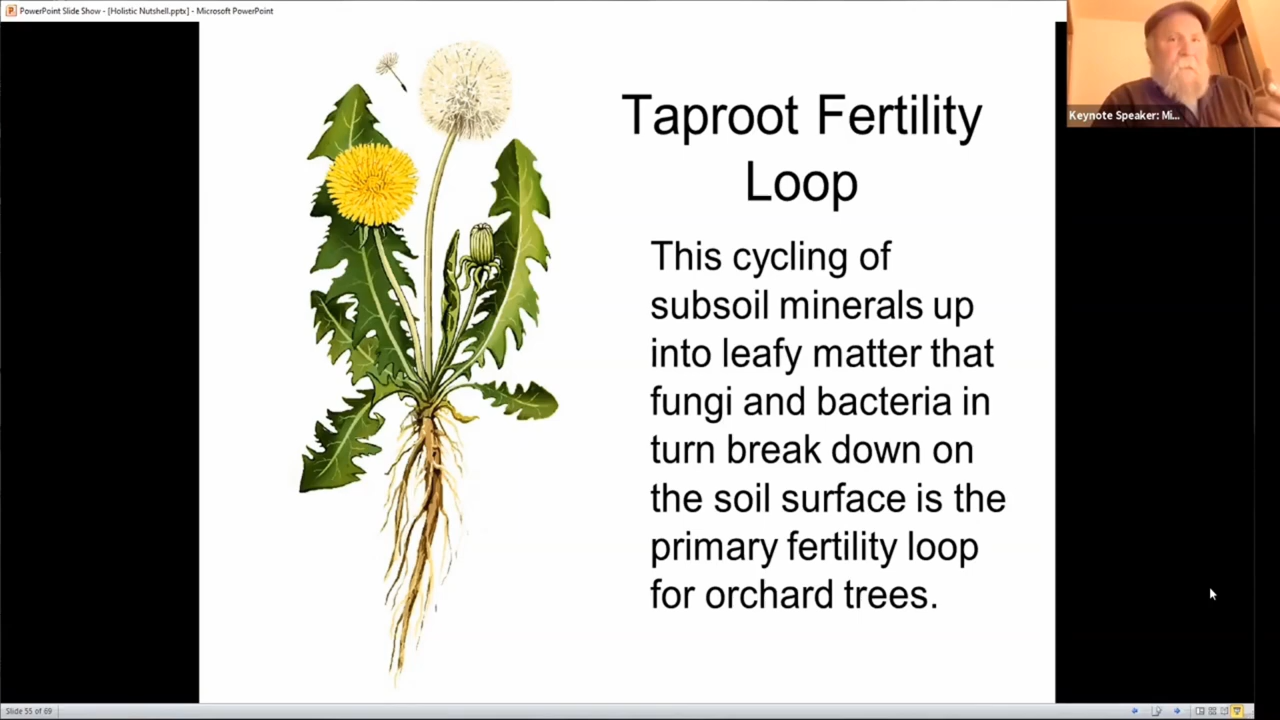 PowerPoint Slide Show - [Holistic Nutshell.pptx] - Microsoft PowerPoint
Keynote Speaker: Mi...
Taproot Fertility
Loop
This cycling of
subsoil minerals up
into leafy matter that
fungi and bacteria in
turn break down on
the soil surface is the
primary fertility loop
for orchard trees.
Slide 55 of 69